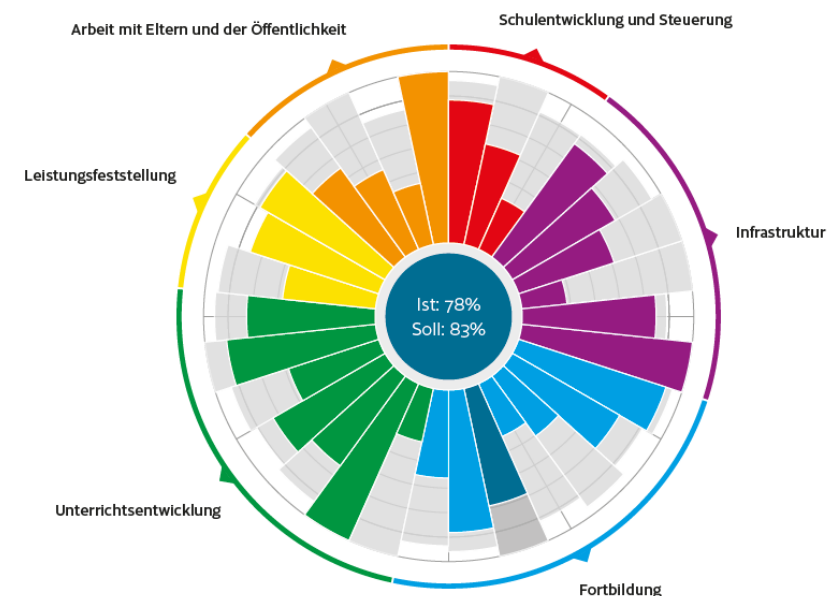 Schulentwicklung und Steuerung
Arbeit mit Eltern und der Öffentlichkeit
Leistungsfeststellung
Infrastruktur
Ist: 78%
Soll: 83%
Unterrichtsentwicklung
Fortbildung